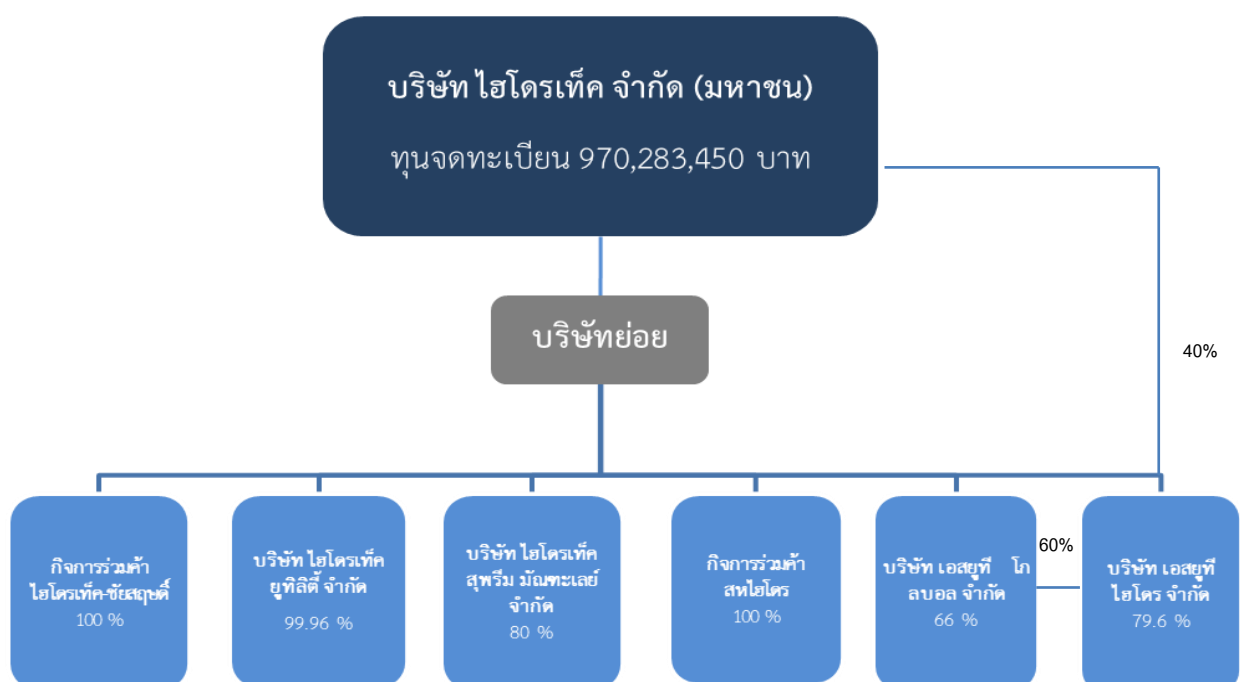 บริษัท ไฮโดรเท็ค จำกัด (มหาชน)
ทุนจดทะเบียน 970,283,450 บาท
บริษัทย่อย
40%
กิจการร่วมค้า
ไฮโดรเท็ค-ชัยสฤษดิ์
100 %
บริษัท ไฮโดรเท็ค
ยูทิลิตี้ จำกัด
99.96 %
บริษัท ไฮโดรเท็ค
สุพรีม มัณฑะเลย์
จำกัด
80 %
กิจการร่วมค้า
สหไฮโดร
100 %
บริษัท เอสยูที โก
ลบอล จำกัด
66 %
60%
บริษัท เอสยูที
ไฮโดร จำกัด
79.6 %